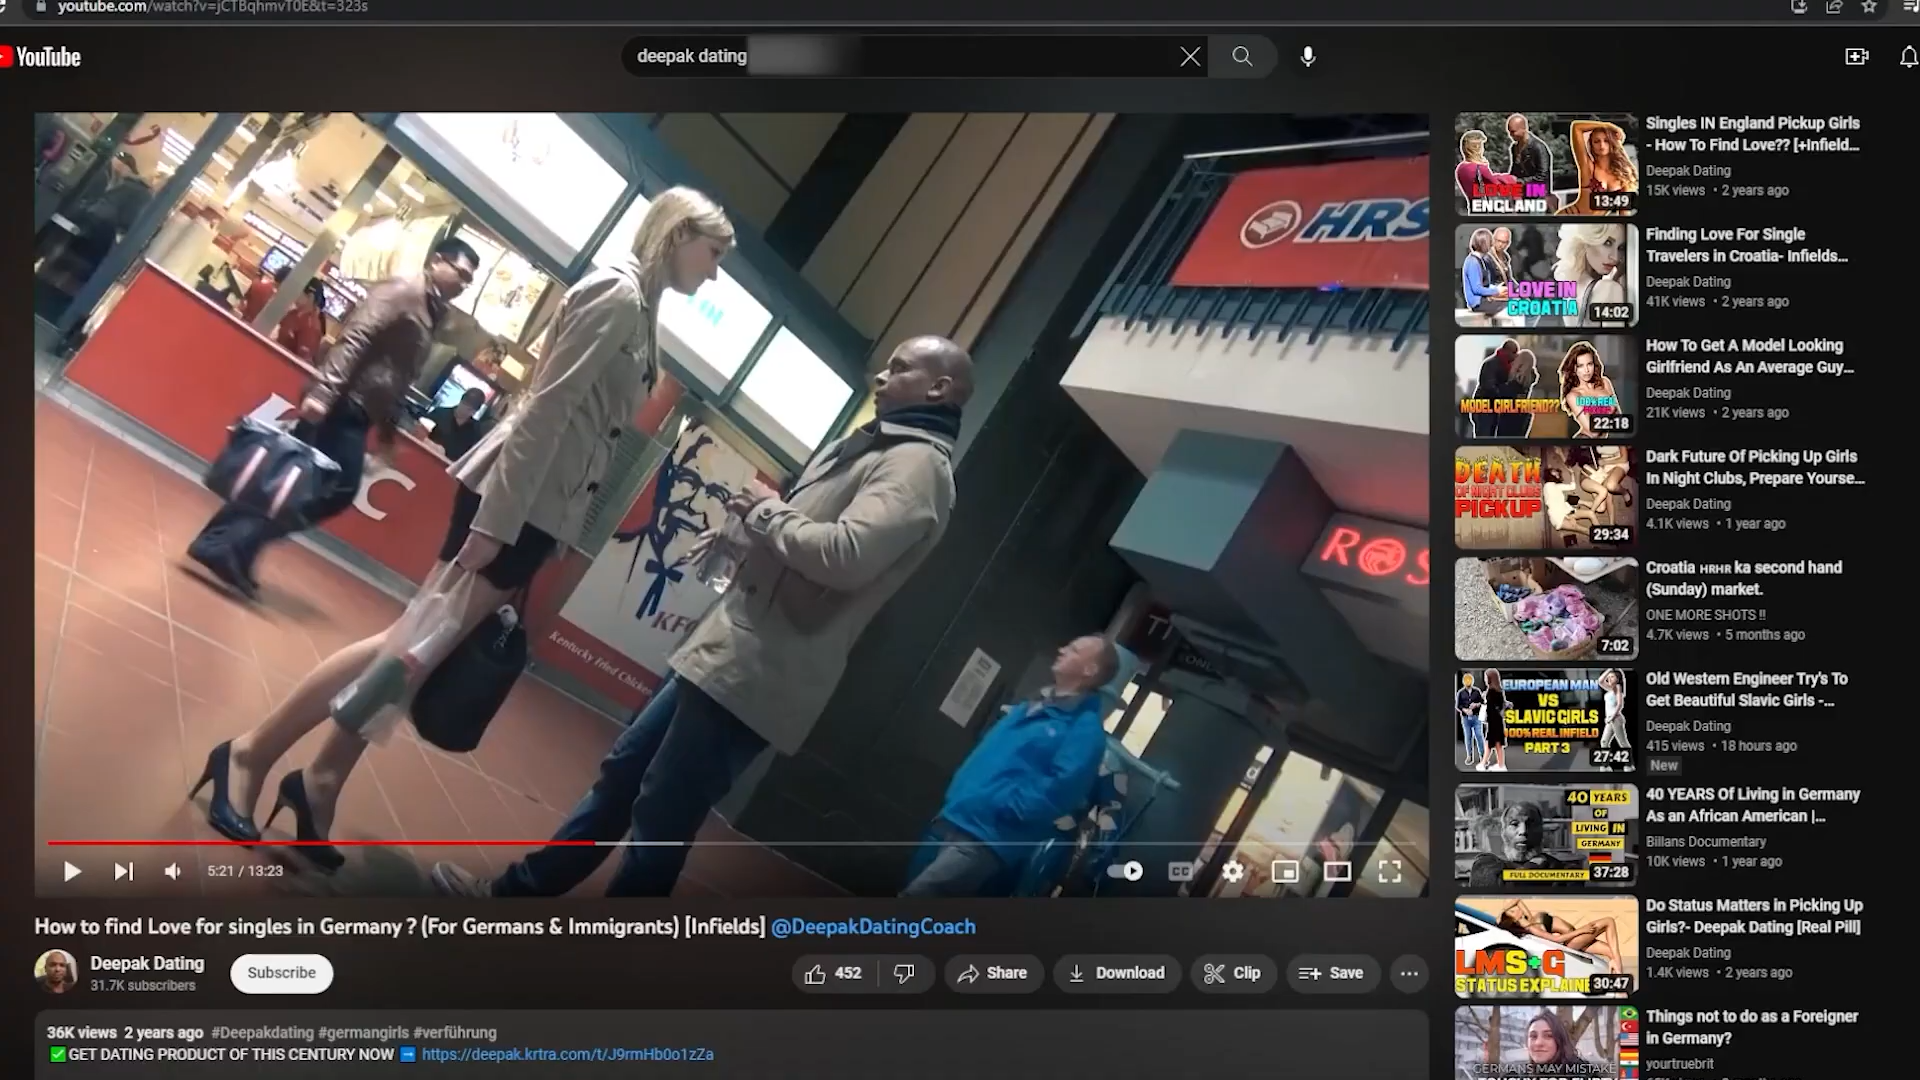 youtube.com/watch?v=jCTBqhmvT0E&t=323s
YouTube
deepak dating
HRS
KFC
Kentucky Fried Chicken
ROS
5:21 / 13:23
CC
How to find Love for singles in Germany ? (For Germans & Immigrants) [Infields] @DeepakDatingCoach
Deepak Dating
31.7K subscribers
Subscribe
452
Share
Download
Clip
Save
36K views 2 years ago #Deepakdating #germangirls #verführung
GET DATING PRODUCT OF THIS CENTURY NOW https://deepak.krtra.com/t/J9rmHb0o1zZa
LOVE IN
ENGLAND
13:49
Singles IN England Pickup Girls
- How To Find Love?? [+Infield...
Deepak Dating
15K views • 2 years ago
LOVE IN
CROATIA
14:02
Finding Love For Single
Travelers in Croatia- Infields...
Deepak Dating
41K views • 2 years ago
MODEL GIRLFRIEND??
100% REAL
22:18
How To Get A Model Looking
Girlfriend As An Average Guy...
Deepak Dating
21K views • 2 years ago
DEATH
OF NIGHT CLUBS
PICKUP
29:34
Dark Future Of Picking Up Girls
In Night Clubs, Prepare Yourse...
Deepak Dating
4.1K views • 1 year ago
7:02
Croatia ʜʀʜʀ ka second hand
(Sunday) market.
ONE MORE SHOTS !!
4.7K views • 5 months ago
EUROPEAN MAN
VS
SLAVIC GIRLS
100% REAL INFIELD
PART 3
27:42
Old Western Engineer Try's To
Get Beautiful Slavic Girls -...
Deepak Dating
415 views • 18 hours ago
New
40 YEARS
OF
LIVING IN
GERMANY
FULL DOCUMENTARY
37:28
40 YEARS Of Living in Germany
As an African American |...
Billans Documentary
10K views • 1 year ago
LMS+G
STATUS EXPLAINE
30:47
Do Status Matters in Picking Up
Girls?- Deepak Dating [Real Pill]
Deepak Dating
1.4K views • 2 years ago
GERMANS MAY MISTAKE
Things not to do as a Foreigner
in Germany?
yourtruebrit